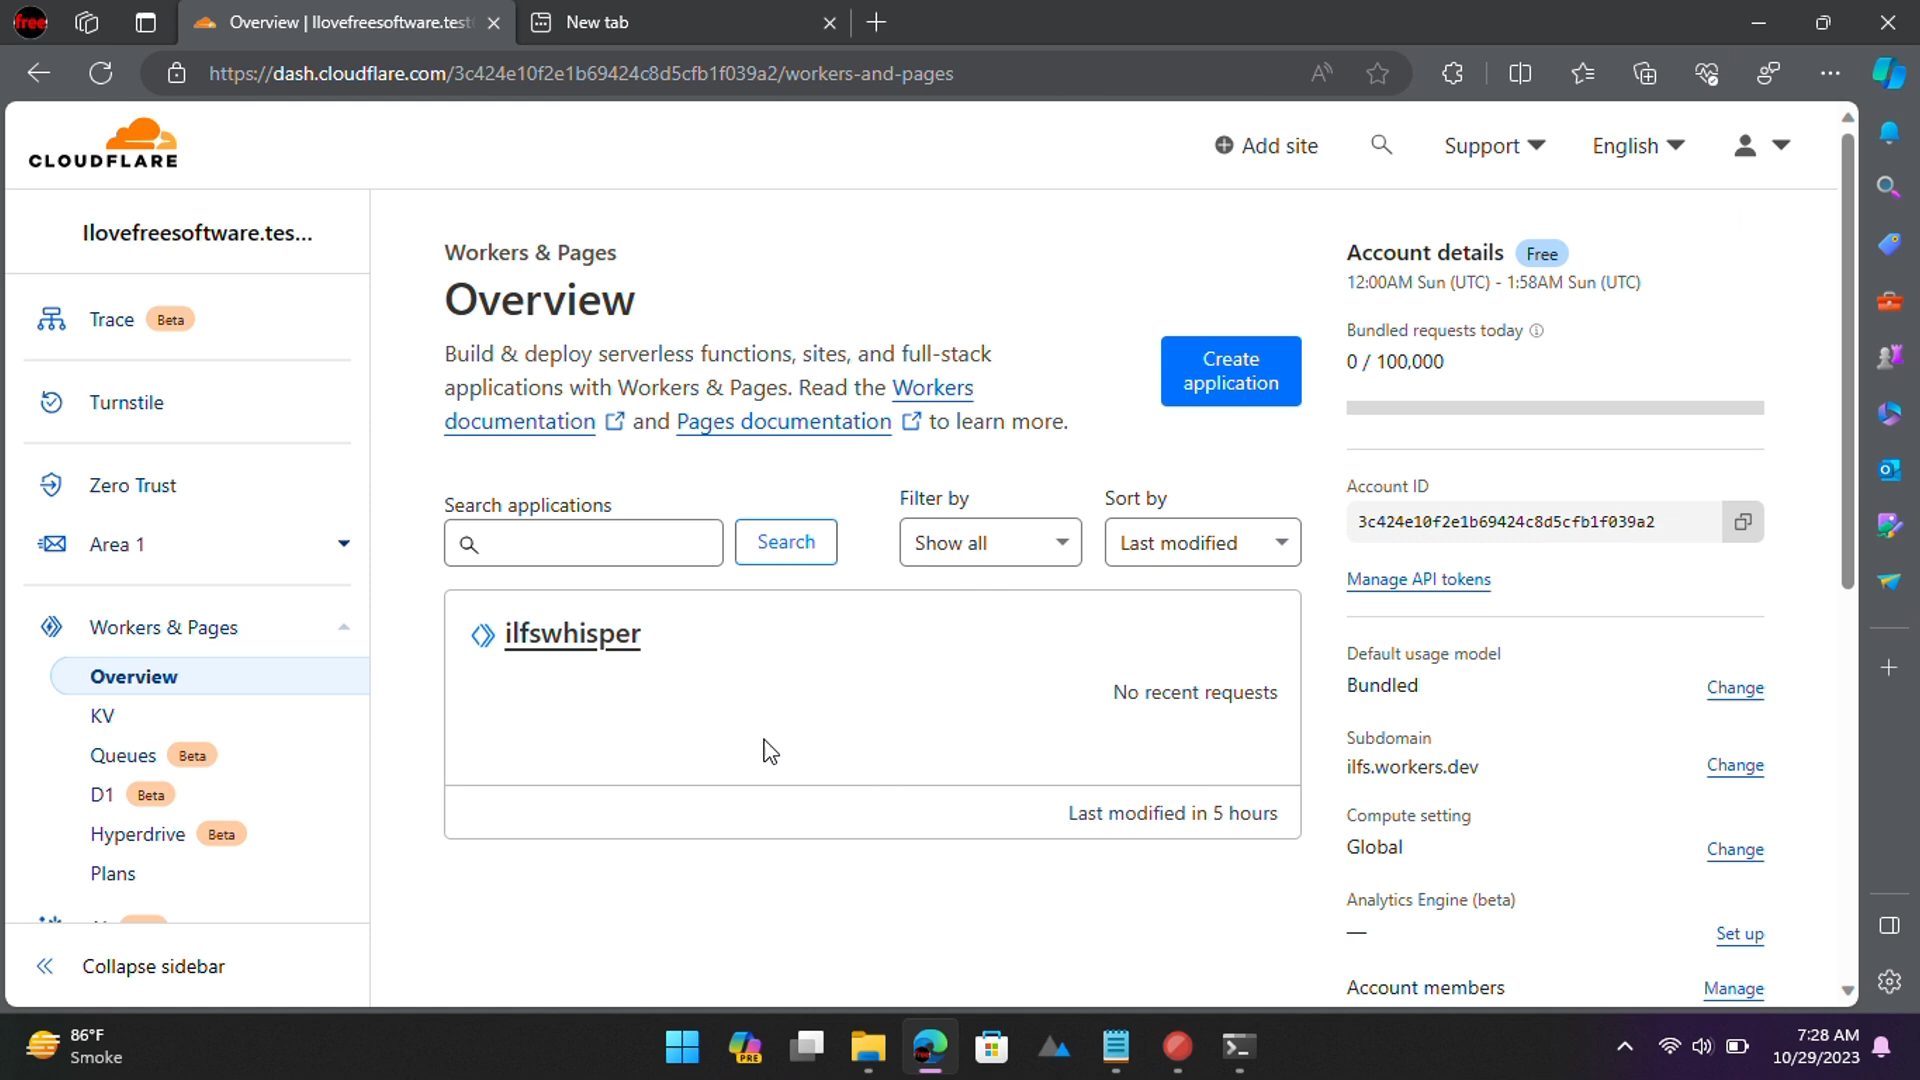 free
Overview | Ilovefreesoftware.test
New tab
https://dash.cloudflare.com/3c424e10f2e1b69424c8d5cfb1f039a2/workers-and-pages
CLOUDFLARE
Add site
Support
English
Ilovefreesoftware.tes...
Trace Beta
Turnstile
Zero Trust
Area 1
Workers & Pages
Overview
KV
Queues Beta
D1 Beta
Hyperdrive Beta
Plans
Collapse sidebar
Workers & Pages
Overview
Build & deploy serverless functions, sites, and full-stack
applications with Workers & Pages. Read the Workers
documentation and Pages documentation to learn more.
Create
application
Search applications
Search
Filter by
Show all
Sort by
Last modified
ilfswhisper
No recent requests
Last modified in 5 hours
Account details Free
12:00AM Sun (UTC) - 1:58AM Sun (UTC)
Bundled requests today
0 / 100,000
Account ID
3c424e10f2e1b69424c8d5cfb1f039a2
Manage API tokens
Default usage model
Bundled
Change
Subdomain
ilfs.workers.dev
Change
Compute setting
Global
Change
Analytics Engine (beta)
—
Set up
Account members
Manage
86°F
Smoke
PRE
7:28 AM
10/29/2023